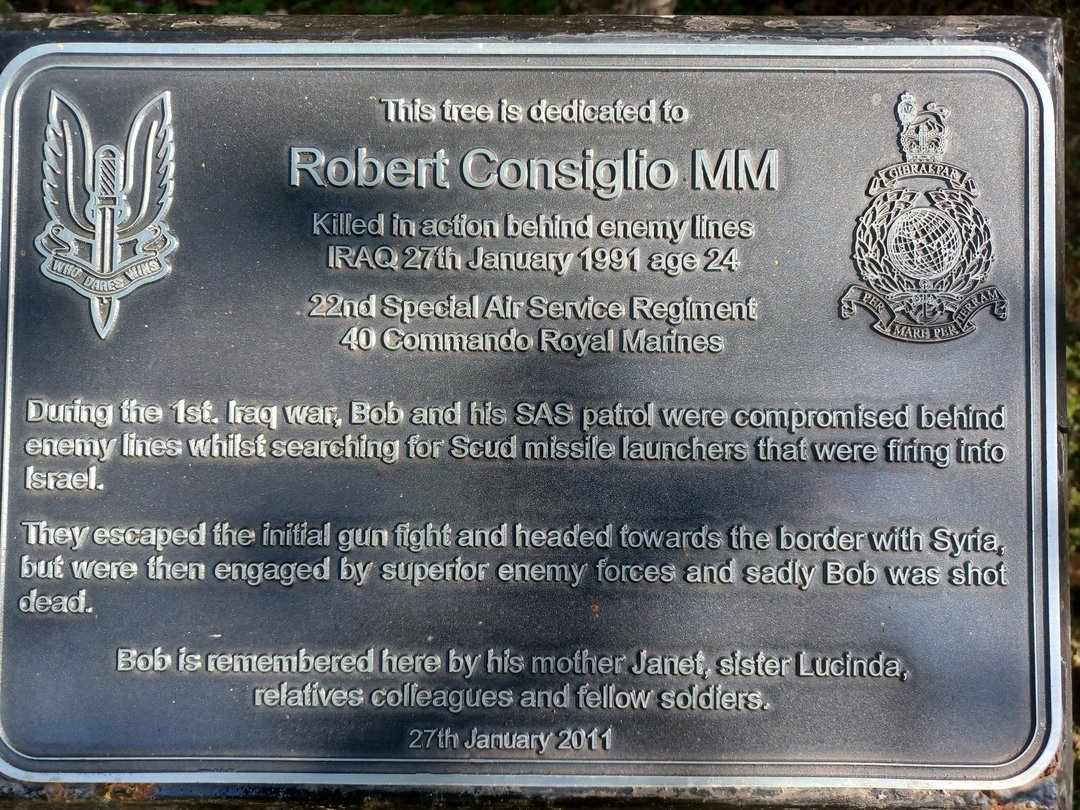 This tree is dedicated to
Robert Consiglio MM
Killed in action behind enemy lines
IRAQ 27th January 1991 age 24
22nd Special Air Service Regiment
40 Commando Royal Marines
WHO DARES WINS
GIBRALTAR
PER MARE PER TERRAM
During the 1st. Iraq war, Bob and his SAS patrol were compromised behind
enemy lines whilst searching for Scud missile launchers that were firing into
Israel.
They escaped the initial gun fight and headed towards the border with Syria,
but were then engaged by superior enemy forces and sadly Bob was shot
dead.
Bob is remembered here by his mother Janet, sister Lucinda,
relatives colleagues and fellow soldiers.
27th January 2011